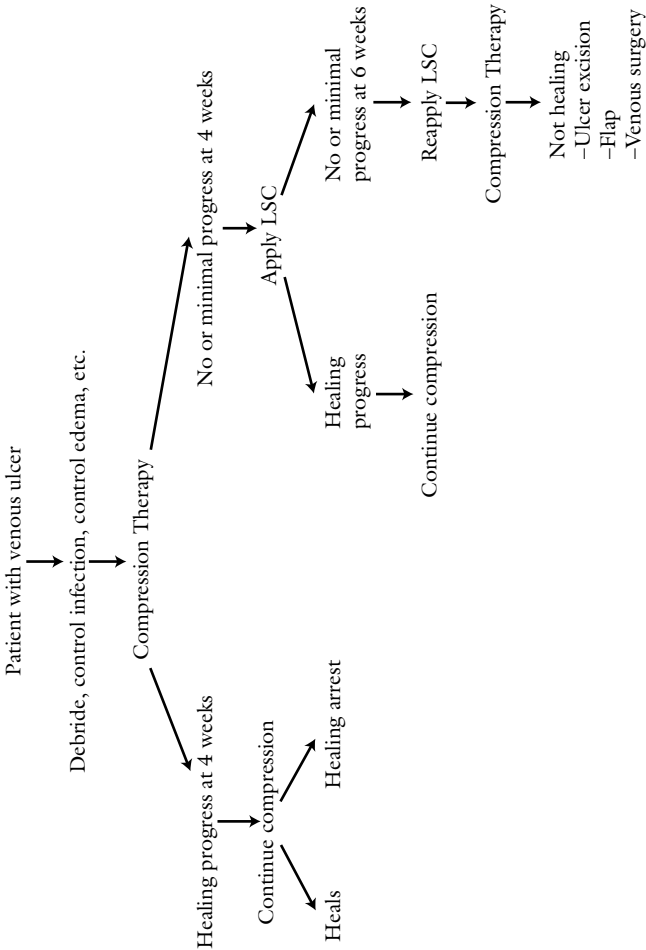 Patient with venous ulcer
Debride, control infection, control edema, etc.
Compression Therapy
Healing progress at 4 weeks
Continue compression
Heals
Healing arrest
No or minimal progress at 4 weeks
Apply LSC
Healing
progress
Continue compression
No or minimal
progress at 6 weeks
Reapply LSC
Compression Therapy
Not healing
–Ulcer excision
–Flap
–Venous surgery